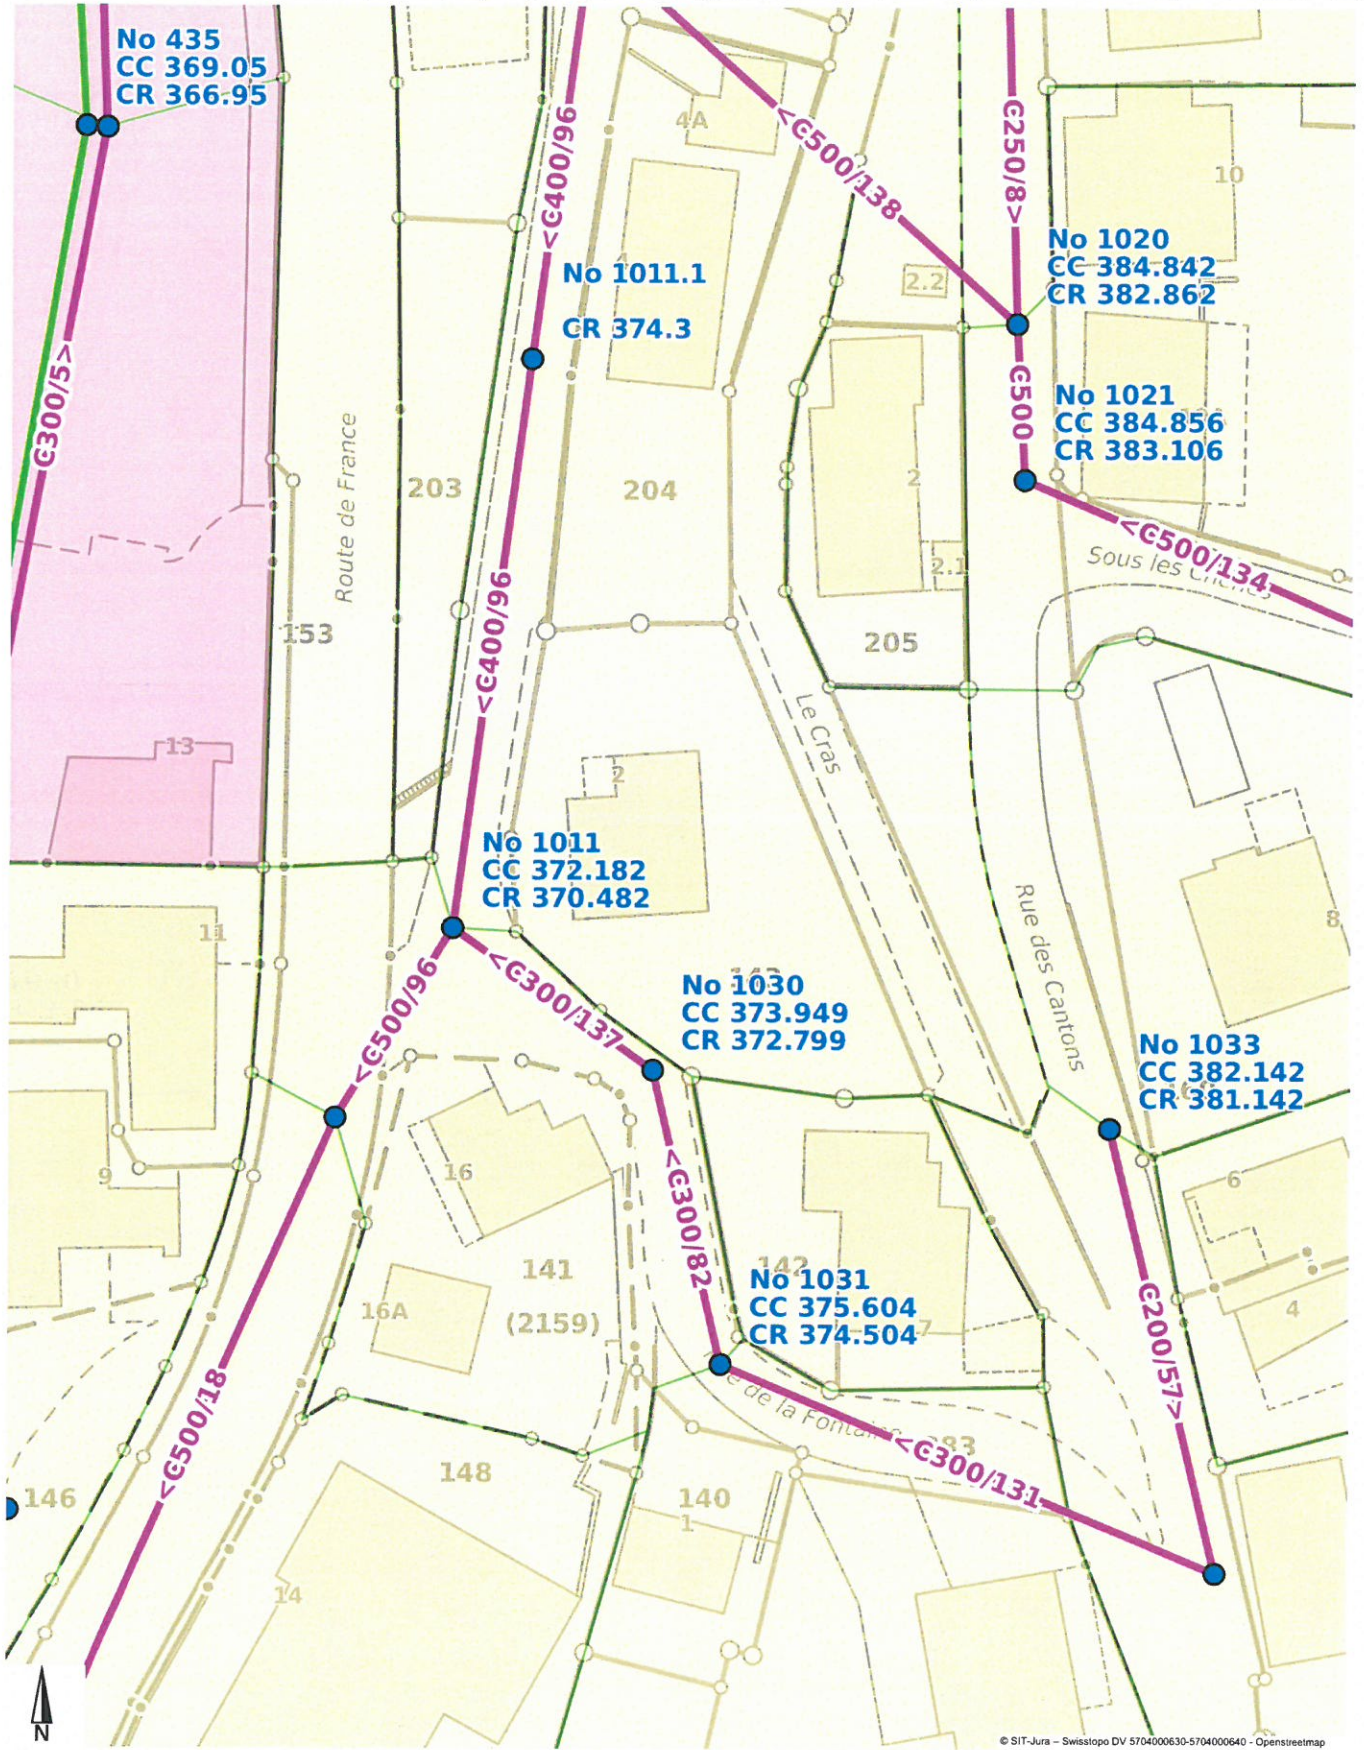 No 435
CC 369.05
CR 366.95
<C400/96
4A
<C500/138
C250/8>
10
No 1020
CC 384.842
CR 382.862
No 1011.1
CR 374.3
2.2
C300/5>
C500
No 1021
CC 384.856
CR 383.106
Route de France
203
204
2
<C500/134
Sous les
2.1
<C400/96
153
205
Le Cras
13
2
No 1011
CC 372.182
CR 370.482
11
8
Rue des Cantons
<C500/96
<C300/137
No 1030
CC 373.949
CR 372.799
No 1033
CC 382.142
CR 381.142
9
16
6
<C300/82
141
(2159)
142
No 1031
CC 375.604
CR 374.504
7
16A
4
C200/57>
<C500/18
de la
<C300/131
148
146
140
1
14
N
© SIT-Jura – Swisstopo DV 5704000630-5704000640 - Openstreetmap